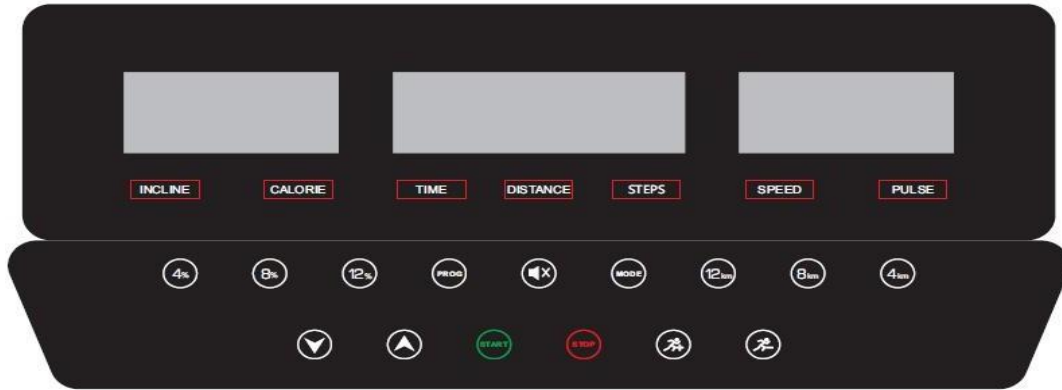 INCLINE CALORIE TIME DISTANCE STEPS SPEED PULSE
4% 8% 12% PROG MODE 12km 8km 4km
START STOP